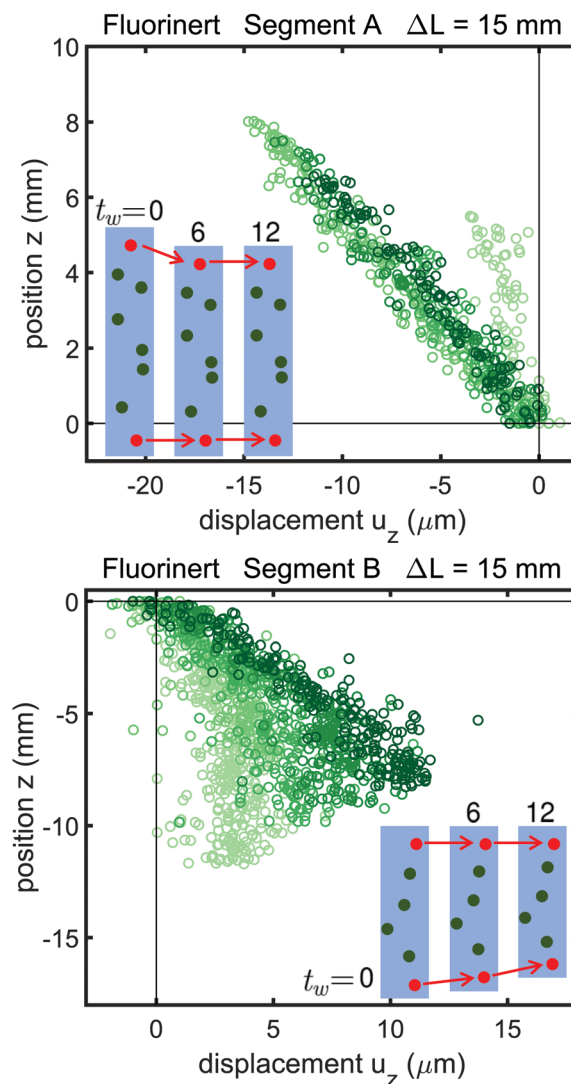 Fluorinert Segment A ΔL = 15 mm
10
8
6
4
2
0
position z (mm)
t_w=0
6
12
-20 -15 -10 -5 0
displacement u_z (μm)
Fluorinert Segment B ΔL = 15 mm
0
-5
-10
-15
position z (mm)
6
12
t_w=0
0 5 10 15
displacement u_z (μm)